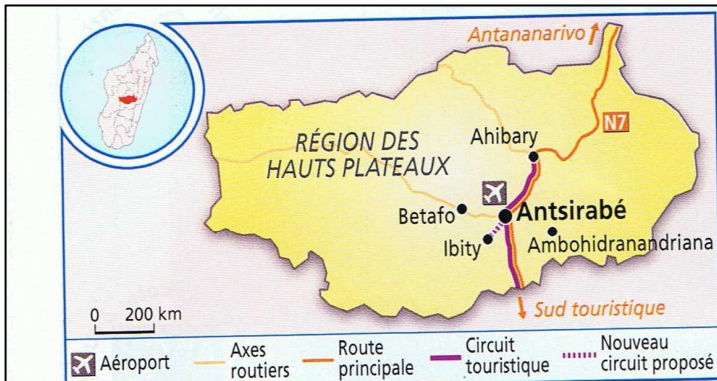 Antananarivo
N7
RÉGION DES
HAUTS PLATEAUX
Ahibary
Betafo
Antsirabé
Ibity
Ambohidranandriana
0 200 km
Sud touristique
Aéroport
Axes
routiers
Route
principale
Circuit
touristique
Nouveau
circuit proposé